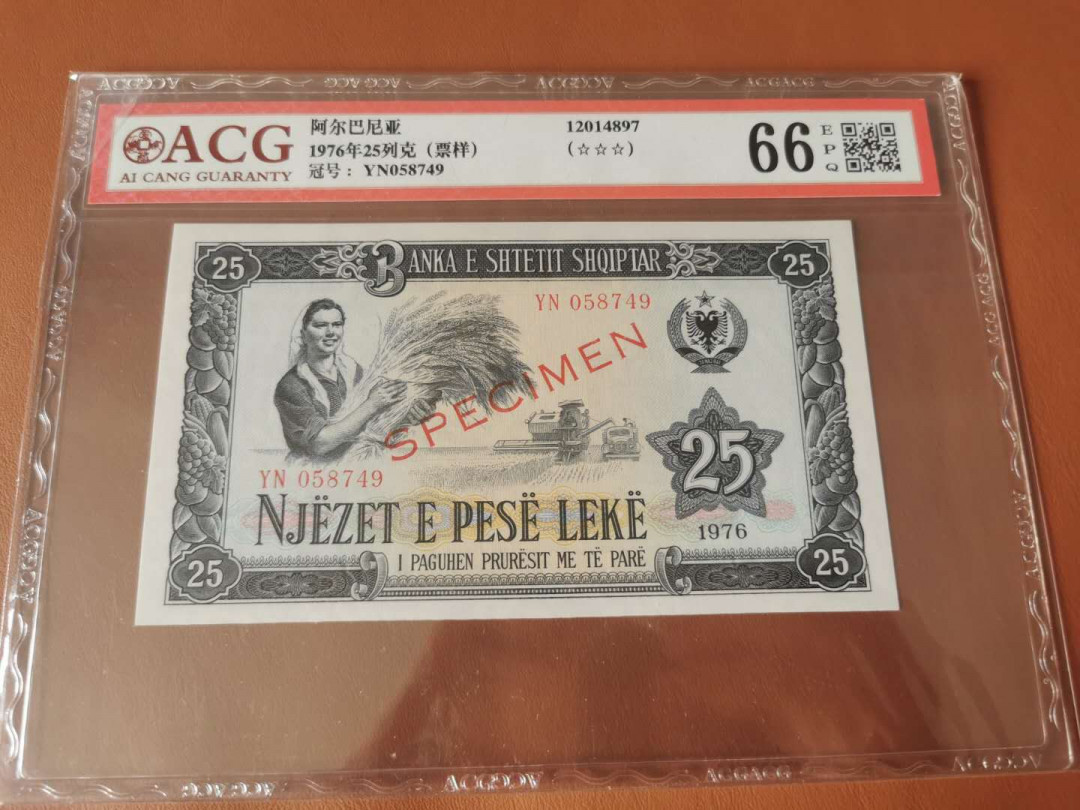 ACG
AI CANG GUARANTY
阿尔巴尼亚
1976年25列克（票样）
冠号：YN058749
12014897
(☆☆☆)
66
EPQ
25
BANKA E SHTETIT SHQIPTAR
25
YN 058749
SPECIMEN
25
YN 058749
NJËZET E PESË LEKË
1976
25
I PAGUHEN PRURËSIT ME TË PARË
25